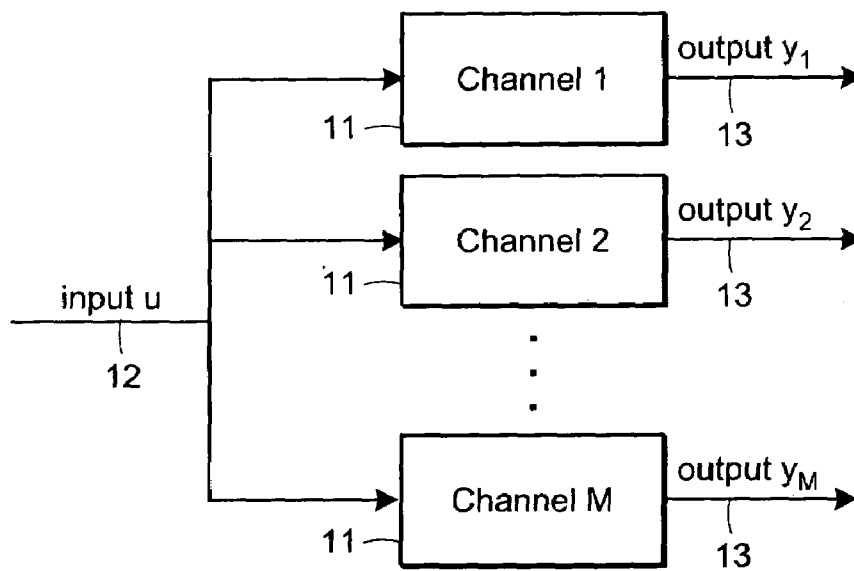 output y₁
Channel 1
11
13
output y₂
Channel 2
11
13
input u
12
output yM
Channel M
11
13